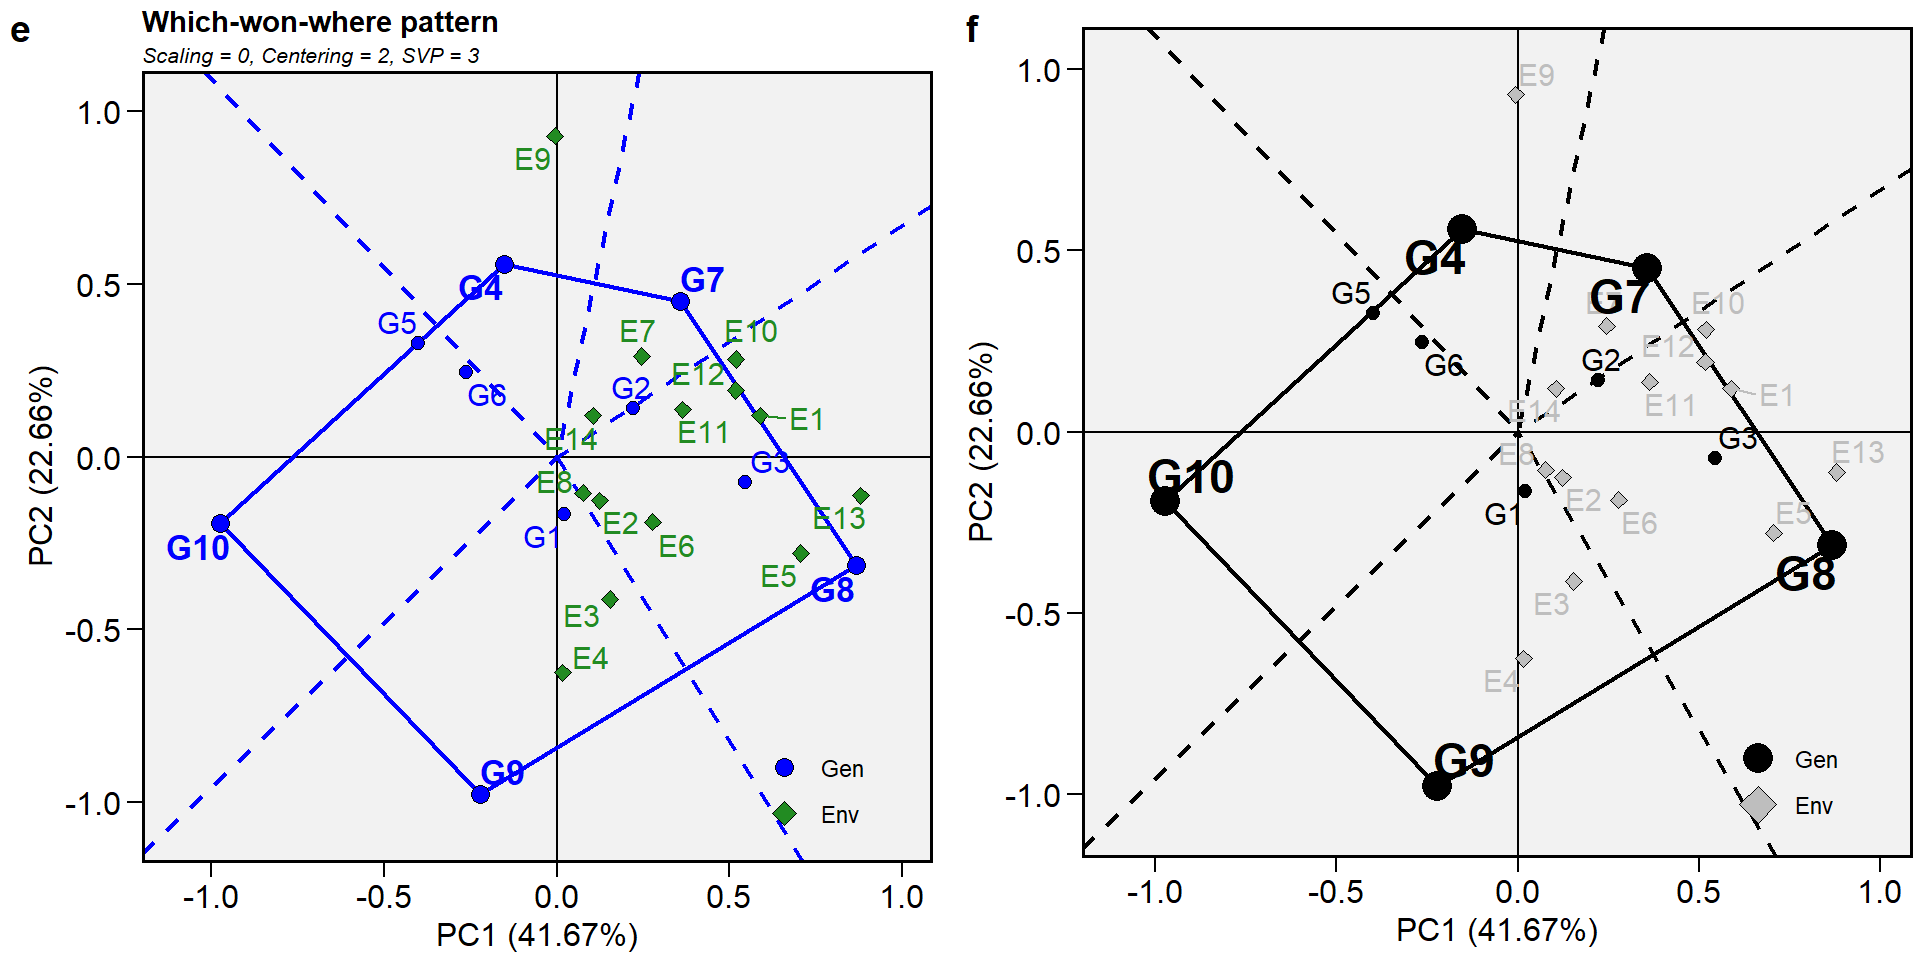 e
Which-won-where pattern
Scaling = 0, Centering = 2, SVP = 3
PC2 (22.66%)
1.0
0.5
0.0
-0.5
-1.0
E9
G4
G7
G5
E7
E10
G6
G2
E12
E14
E11
E1
E8
G3
G1
E2
E13
E6
G10
E5
G8
E3
E4
G9
Gen
Env
-1.0
-0.5
0.0
0.5
1.0
PC1 (41.67%)
f
PC2 (22.66%)
1.0
0.5
0.0
-0.5
-1.0
E9
G4
G7
G5
E7
E10
G6
G2
E12
E14
E11
E1
E8
G3
E13
G10
G1
E2
E6
E5
G8
E3
E4
G9
Gen
Env
-1.0
-0.5
0.0
0.5
1.0
PC1 (41.67%)